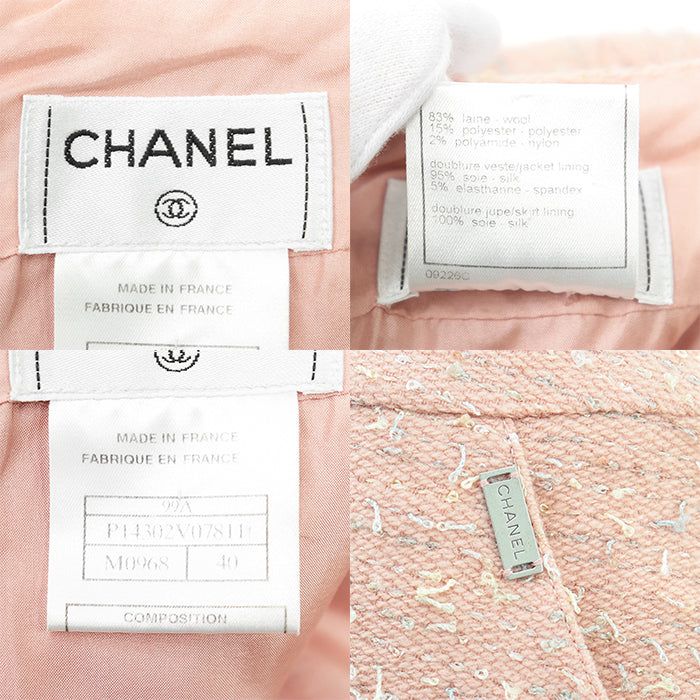 CHANEL
MADE IN FRANCE
FABRIQUE EN FRANCE
83% laine - wool
15% polyester - polyester
2% polyamide - nylon
doublure veste/jacket lining
95% soie - silk
5% elasthanne - spandex
doublure jupe/skirt lining
100% soie - silk
09226C
MADE IN FRANCE
FABRIQUE EN FRANCE
99A
P14302V07811
M0968 40
COMPOSITION
CHANEL